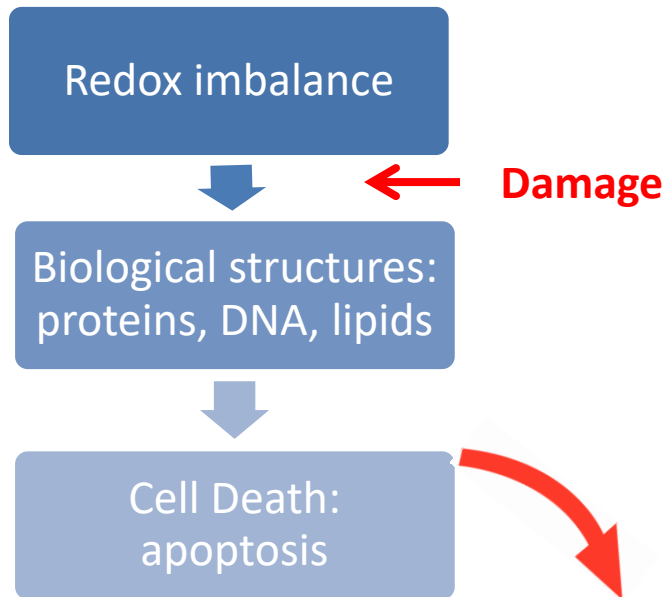 Redox imbalance
Damage
Biological structures:
proteins, DNA, lipids
Cell Death:
apoptosis